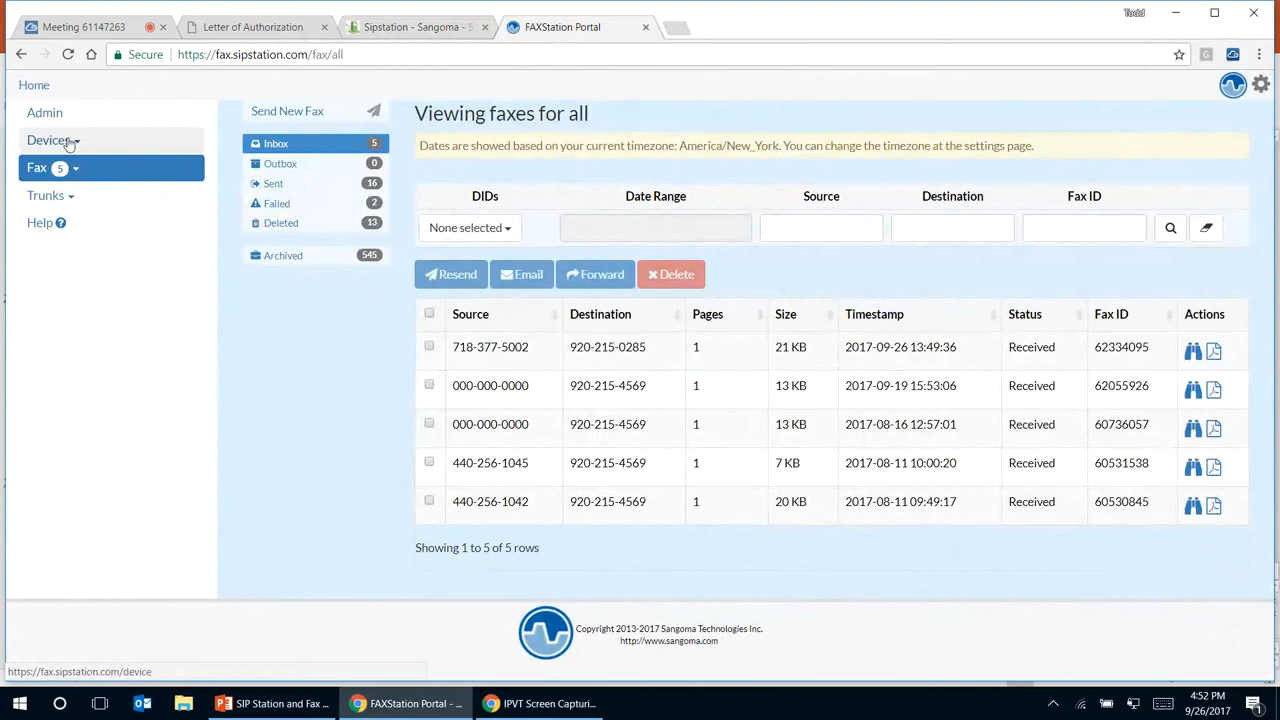 Todd
Meeting 61147263
Letter of Authorization
Sipstation - Sangoma - S
FAXStation Portal
Secure
https://fax.sipstation.com/fax/all
G
Home
Admin
Devices
Fax 5
Trunks
Help ?
Send New Fax
Inbox 5
Outbox 0
Sent 16
Failed 2
Deleted 13
Archived 545
Viewing faxes for all
Dates are showed based on your current timezone: America/New_York. You can change the timezone at the settings page.
DIDs Date Range Source Destination Fax ID
None selected
Resend Email Forward Delete
Source Destination Pages Size Timestamp Status Fax ID Actions
718-377-5002 920-215-0285 1 21 KB 2017-09-26 13:49:36 Received 62334095
000-000-0000 920-215-4569 1 13 KB 2017-09-19 15:53:06 Received 62055926
000-000-0000 920-215-4569 1 13 KB 2017-08-16 12:57:01 Received 60736057
440-256-1045 920-215-4569 1 7 KB 2017-08-11 10:00:20 Received 60531538
440-256-1042 920-215-4569 1 20 KB 2017-08-11 09:49:17 Received 60530845
Showing 1 to 5 of 5 rows
Copyright 2013-2017 Sangoma Technologies Inc.
http://www.sangoma.com
https://fax.sipstation.com/device
SIP Station and Fax ...
FAXStation Portal - ...
IPVT Screen Capturi...
4:52 PM
9/26/2017
1